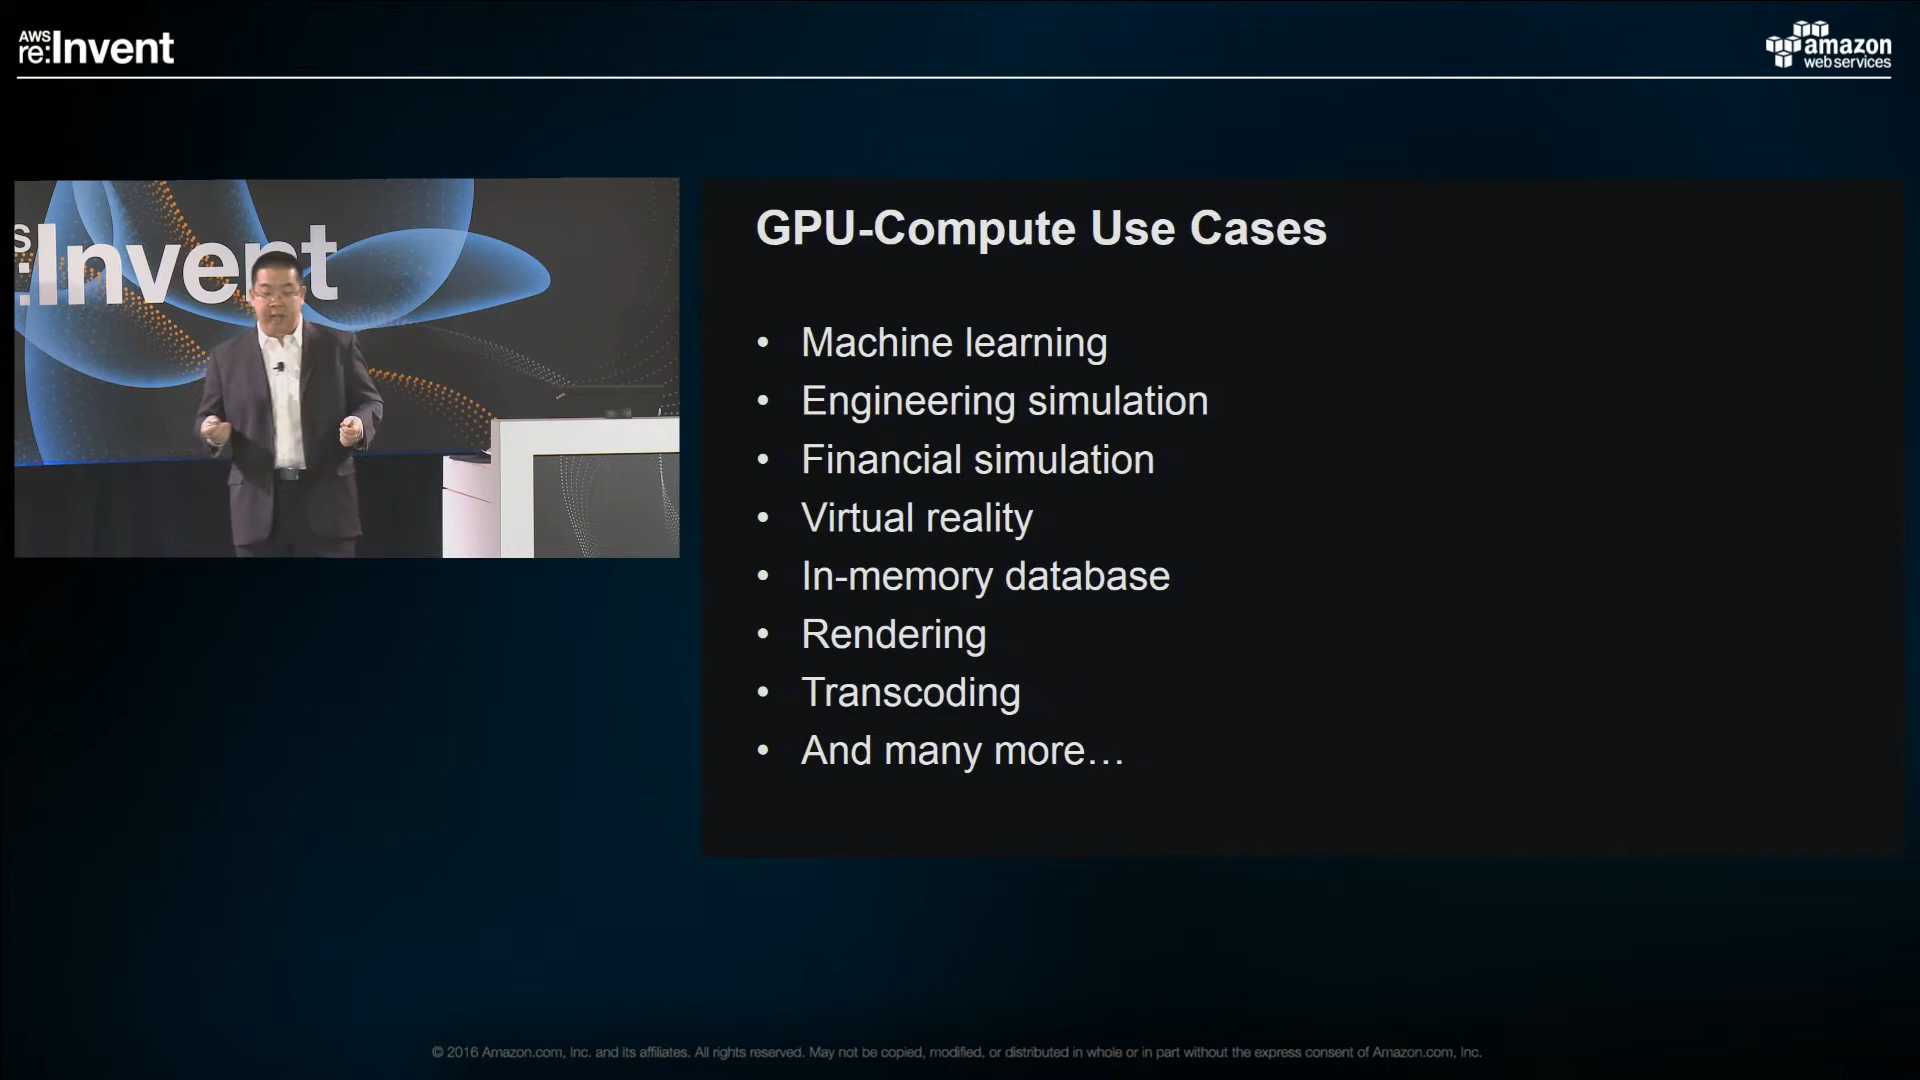 AWS
re:Invent
amazon
web services
S
:Invent
GPU-Compute Use Cases
• Machine learning
• Engineering simulation
• Financial simulation
• Virtual reality
• In-memory database
• Rendering
• Transcoding
• And many more…
© 2016 Amazon.com, Inc. and its affiliates. All rights reserved. May not be copied, modified, or distributed in whole or in part without the express consent of Amazon.com, Inc.